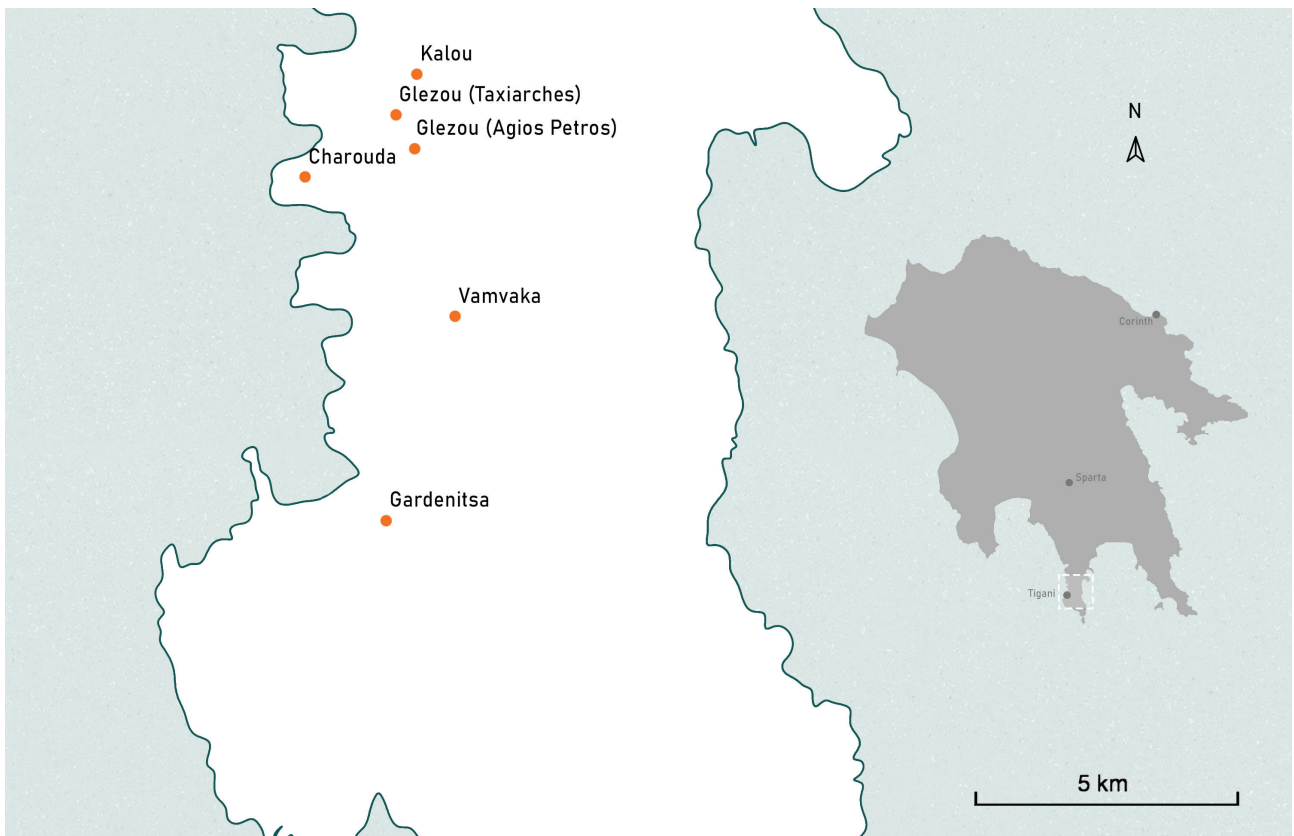 Kalou
Glezou (Taxiarches)
Glezou (Agios Petros)
Charouda
Vamvaka
Gardenitsa
N
Corinth
Sparta
Tigani
5 km